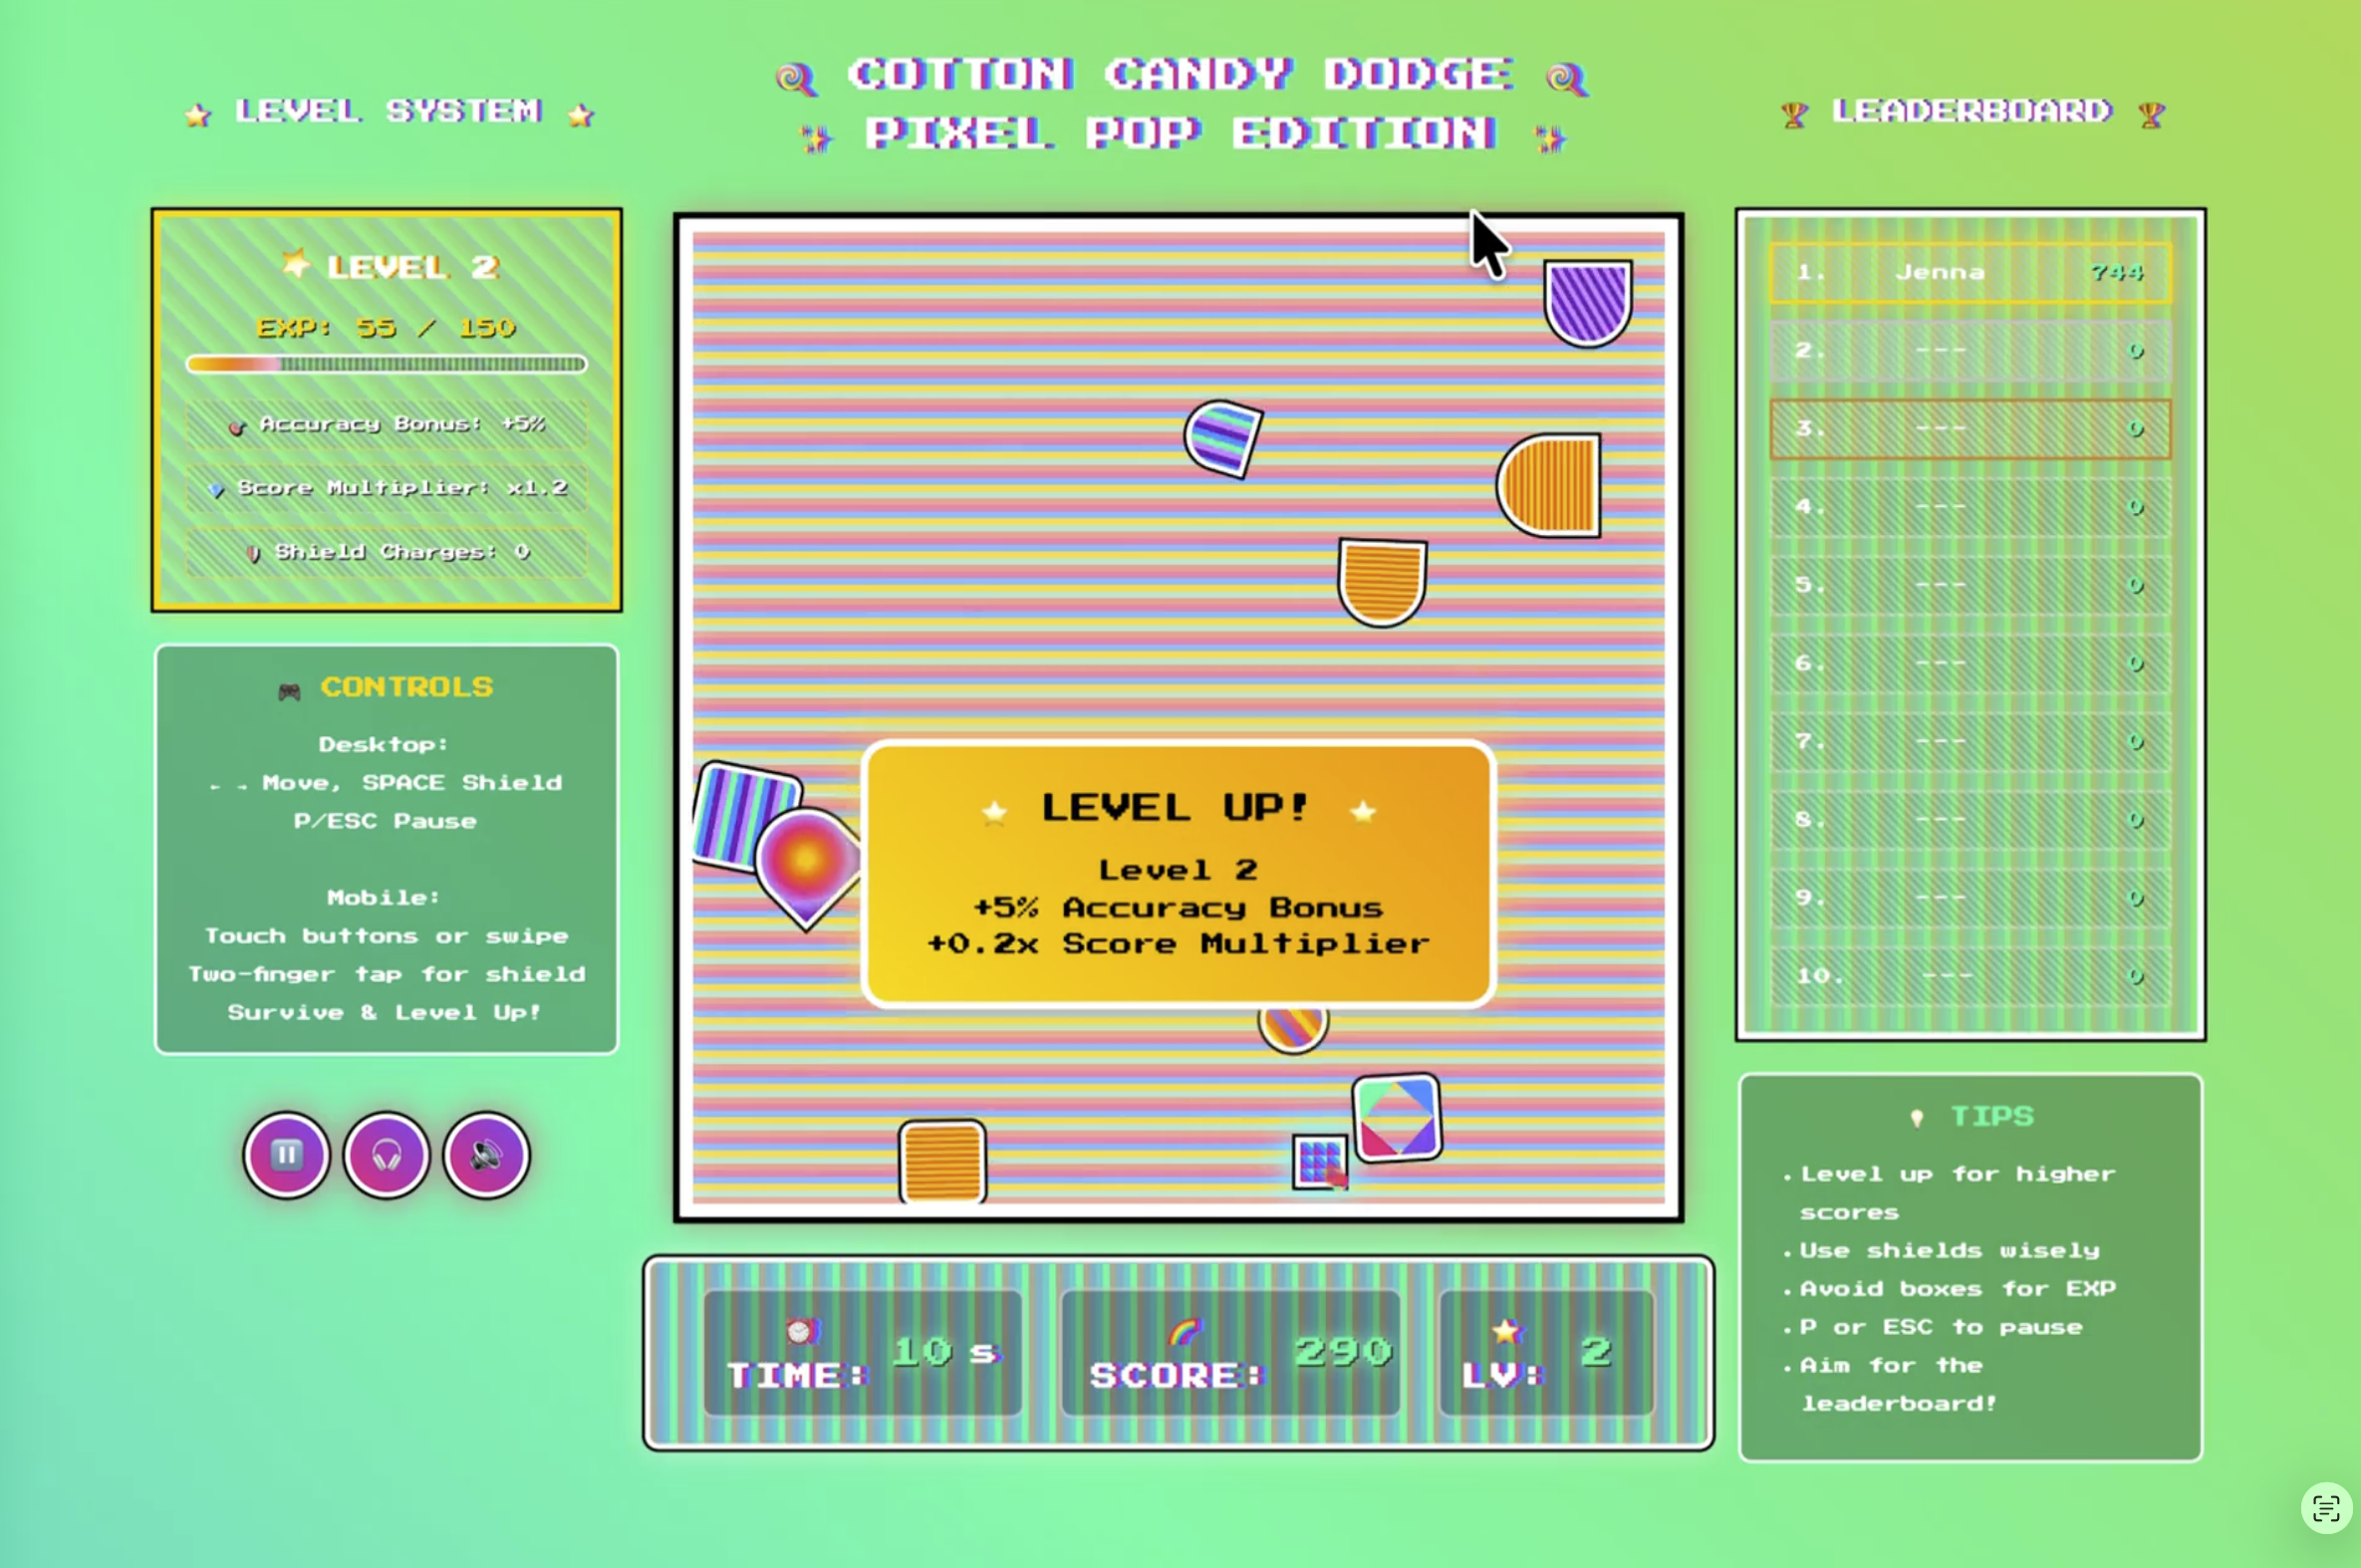 COTTON CANDY DODGE
PIXEL POP EDITION
LEVEL SYSTEM
LEVEL 2
EXP: 55 / 150
Accuracy Bonus: +5%
Score Multiplier: x1.2
Shield Charges: 0
CONTROLS
Desktop:
← → Move, SPACE Shield
P/ESC Pause
Mobile:
Touch buttons or swipe
Two-finger tap for shield
Survive & Level Up!
LEVEL UP!
Level 2
+5% Accuracy Bonus
+0.2x Score Multiplier
TIME: 10 s
SCORE: 290
LV: 2
LEADERBOARD
1. Jenna 744
2. --- 0
3. --- 0
4. --- 0
5. --- 0
6. --- 0
7. --- 0
8. --- 0
9. --- 0
10. --- 0
TIPS
• Level up for higher
scores
• Use shields wisely
• Avoid boxes for EXP
• P or ESC to pause
• Aim for the
leaderboard!